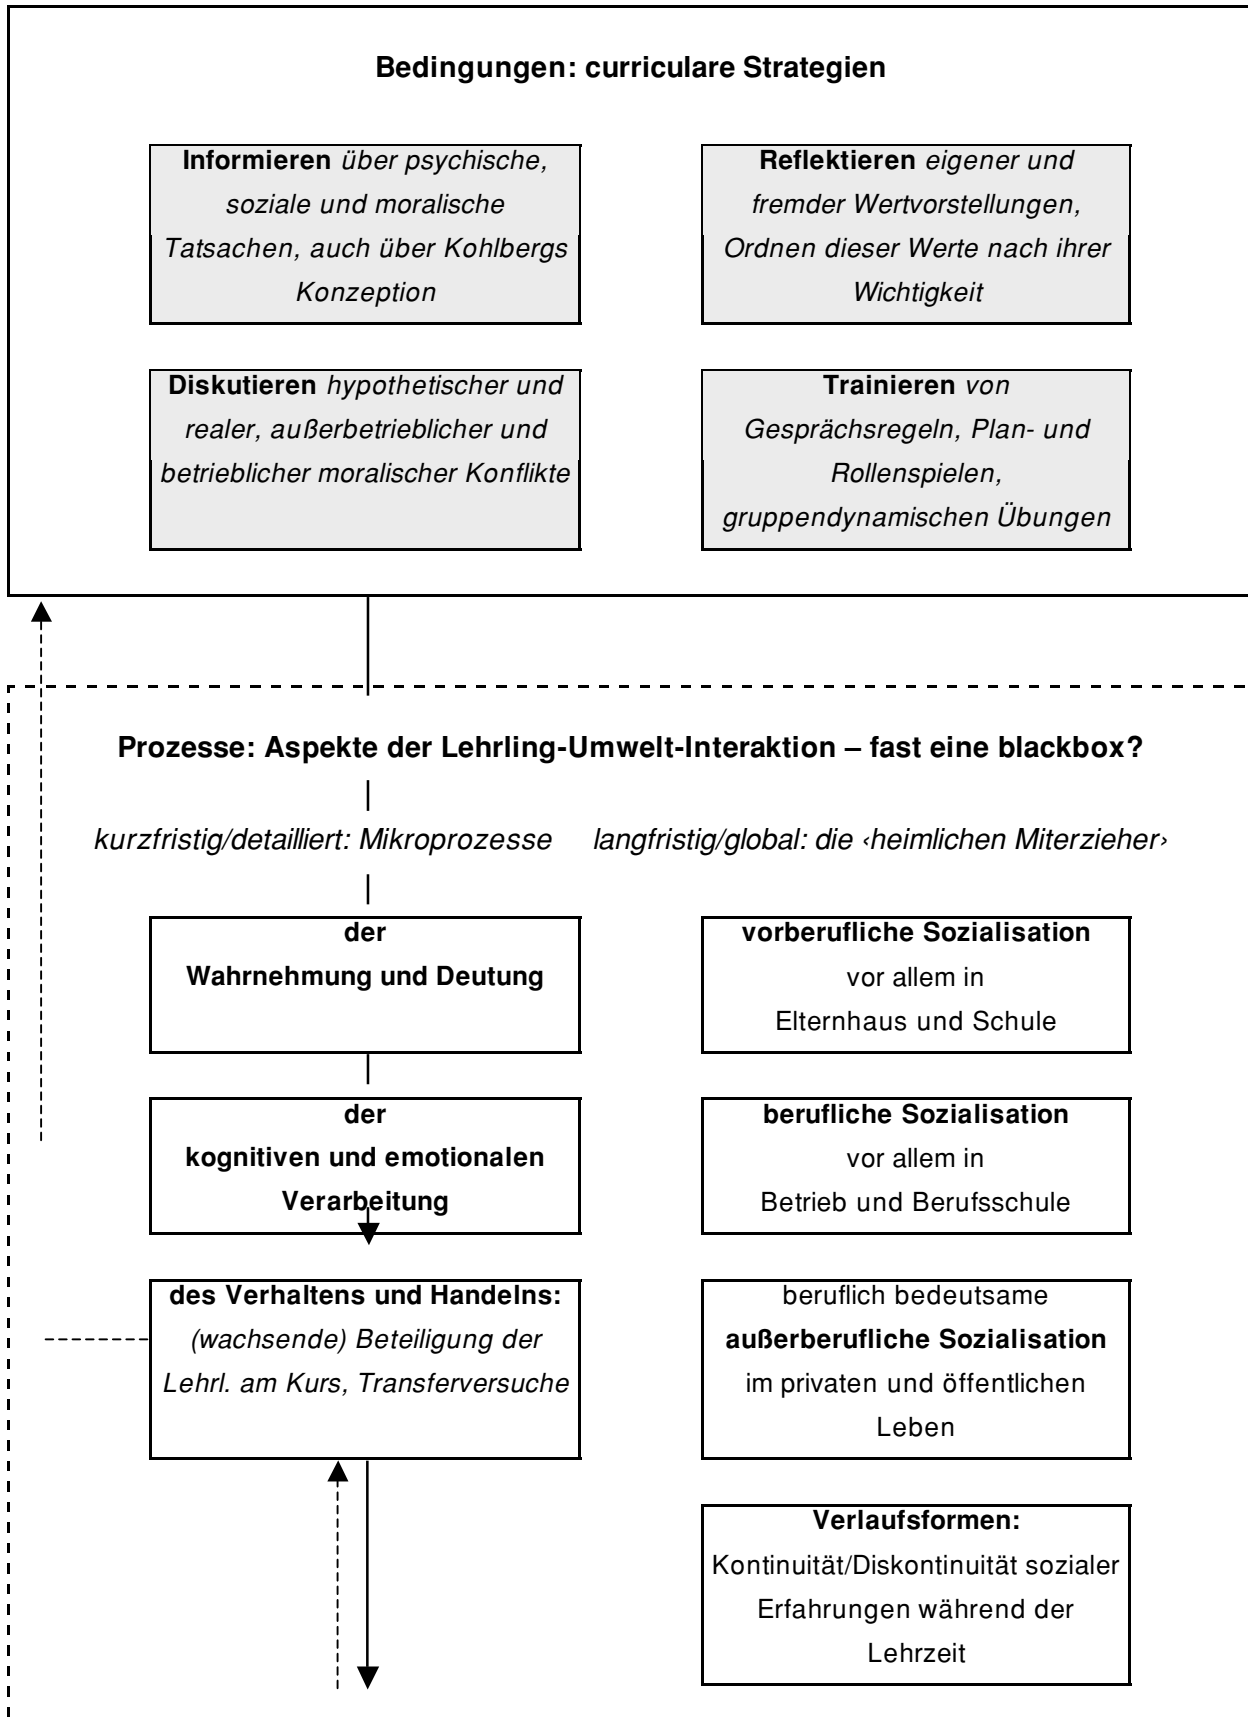 Bedingungen: curriculare Strategien
Informieren über psychische,
soziale und moralische
Tatsachen, auch über Kohlbergs
Konzeption
Reflektieren eigener und
fremder Wertvorstellungen,
Ordnen dieser Werte nach ihrer
Wichtigkeit
Diskutieren hypothetischer und
realer, außerbetrieblicher und
betrieblicher moralischer Konflikte
Trainieren von
Gesprächsregeln, Plan- und
Rollenspielen,
gruppendynamischen Übungen
Prozesse: Aspekte der Lehrling-Umwelt-Interaktion – fast eine blackbox?
kurzfristig/detailliert: Mikroprozesse
langfristig/global: die ‹heimlichen Miterzieher›
der
Wahrnehmung und Deutung
vorberufliche Sozialisation
vor allem in
Elternhaus und Schule
der
kognitiven und emotionalen
Verarbeitung
berufliche Sozialisation
vor allem in
Betrieb und Berufsschule
des Verhaltens und Handelns:
(wachsende) Beteiligung der
Lehrl. am Kurs, Transferversuche
beruflich bedeutsame
außerberufliche Sozialisation
im privaten und öffentlichen
Leben
Verlaufsformen:
Kontinuität/Diskontinuität sozialer
Erfahrungen während der
Lehrzeit